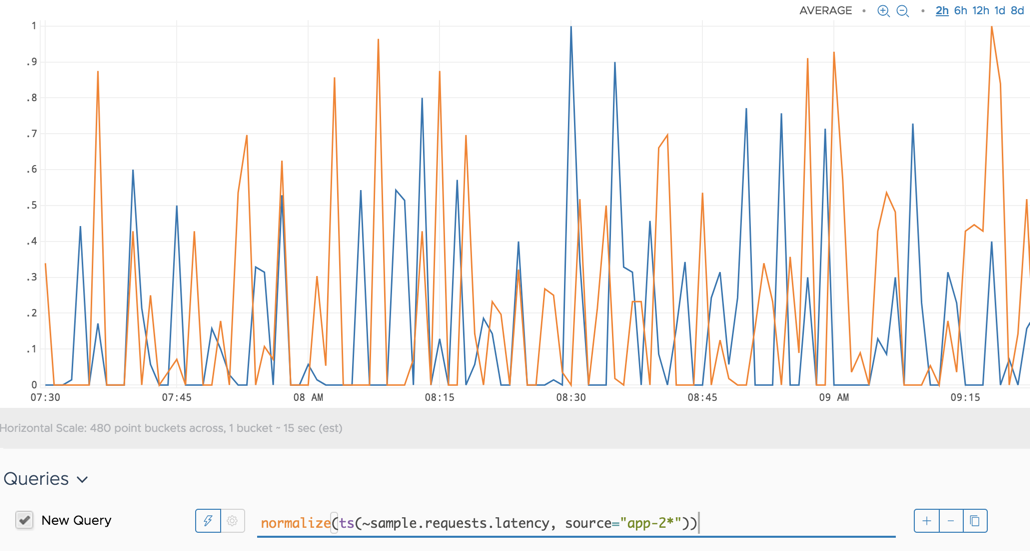 AVERAGE • • 2h 6h 12h 1d 8d
1
.9
.8
.7
.6
.5
.4
.3
.2
.1
0
07:30 07:45 08 AM 08:15 08:30 08:45 09 AM 09:15
Horizontal Scale: 480 point buckets across, 1 bucket ~ 15 sec (est)
Queries
New Query normalize(ts(~sample.requests.latency, source="app-2*"))